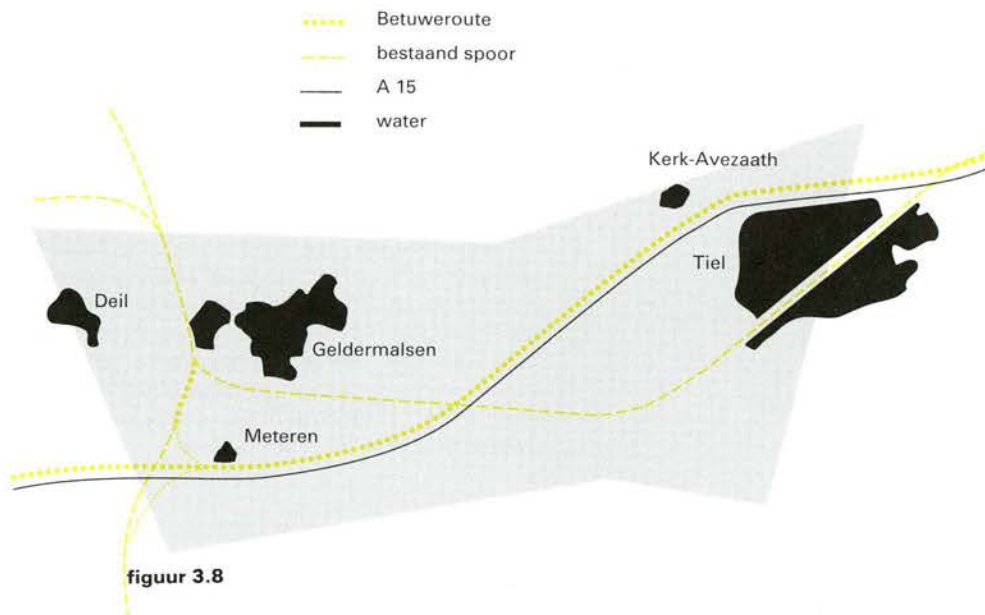 Betuweroute
bestaand spoor
A 15
water
Kerk-Avezaath
Tiel
Deil
Geldermalsen
Meteren
figuur 3.8